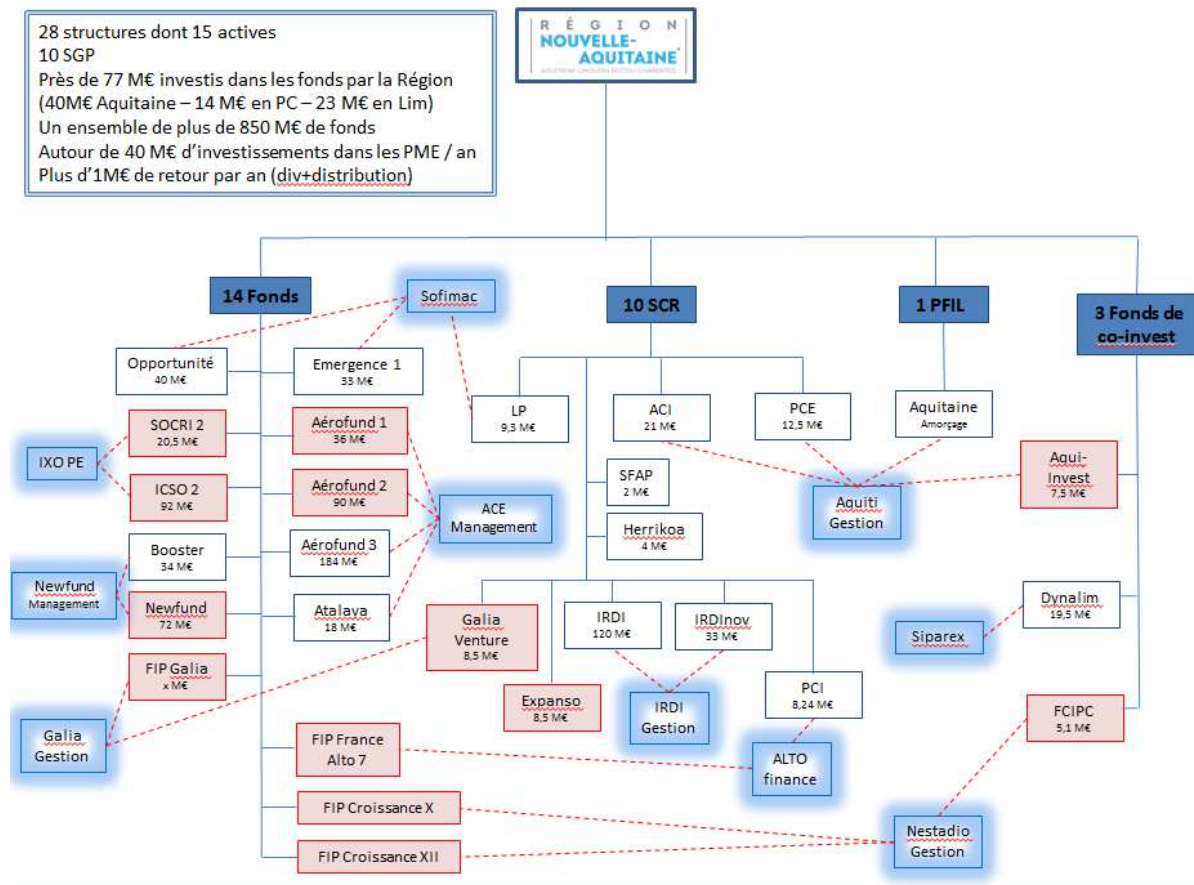 28 structures dont 15 actives
10 SGP
Près de 77 M€ investis dans les fonds par la Région
(40M€ Aquitaine – 14 M€ en PC – 23 M€ en Lim)
Un ensemble de plus de 850 M€ de fonds
Autour de 40 M€ d'investissements dans les PME / an
Plus d'1M€ de retour par an (div+distribution)
RÉGION
NOUVELLE-
AQUITAINE
AQUITAINE LIMOUSIN POITOU-CHARENTES
14 Fonds
Sofimac
10 SCR
1 PFIL
3 Fonds de
co-invest
Opportunité
40 M€
Emergence 1
33 M€
LP
9,3 M€
ACI
21 M€
PCE
12,5 M€
Aquitaine
Amorçage
SOCRI 2
20,5 M€
Aérofund 1
36 M€
IXO PE
Aqui-
Invest
7,5 M€
SFAP
2 M€
ICSO 2
92 M€
Aérofund 2
90 M€
ACE
Management
Aquiti
Gestion
Herrikoa
4 M€
Booster
34 M€
Aérofund 3
184 M€
Newfund
Management
Newfund
72 M€
Atalaya
18 M€
Galia
Venture
8,5 M€
IRDI
120 M€
IRDInov
33 M€
Dynalim
19,5 M€
Siparex
FIP Galia
x M€
Expanso
8,5 M€
IRDI
Gestion
PCI
8,24 M€
FCIPC
5,1 M€
Galia
Gestion
FIP France
Alto 7
ALTO
finance
FIP Croissance X
Nestadio
Gestion
FIP Croissance XII